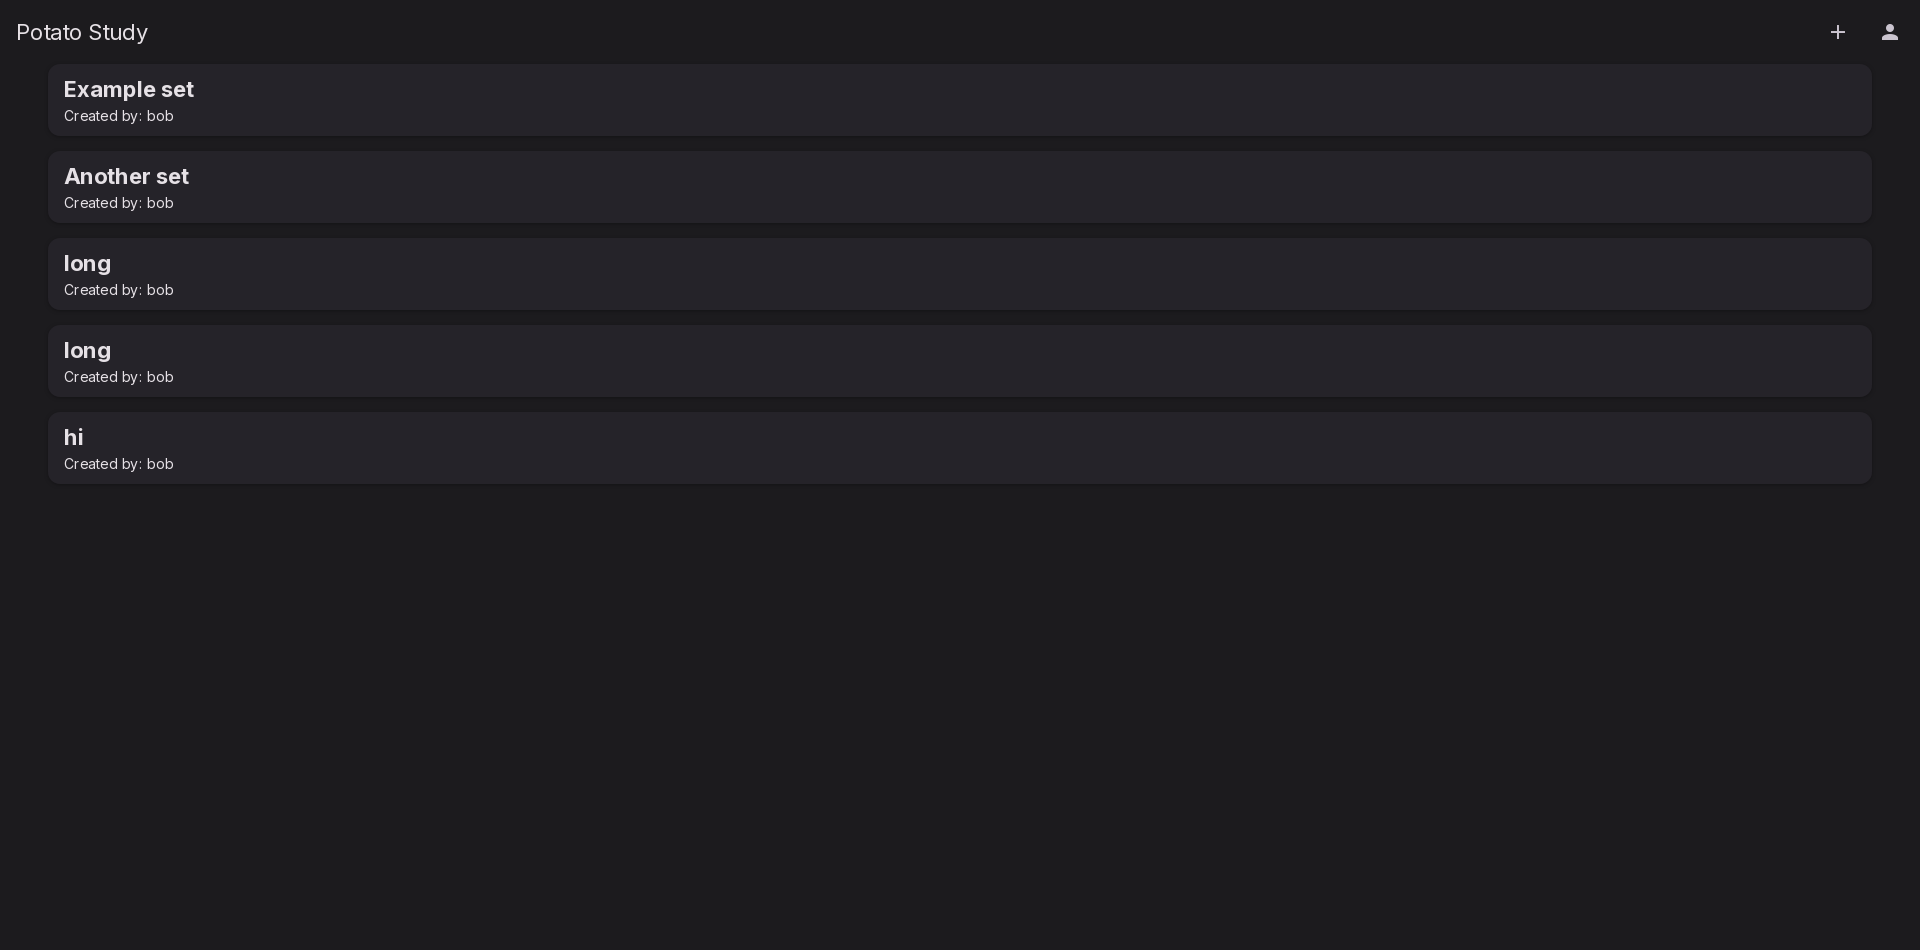 Potato Study
Example set
Created by: bob
Another set
Created by: bob
long
Created by: bob
long
Created by: bob
hi
Created by: bob